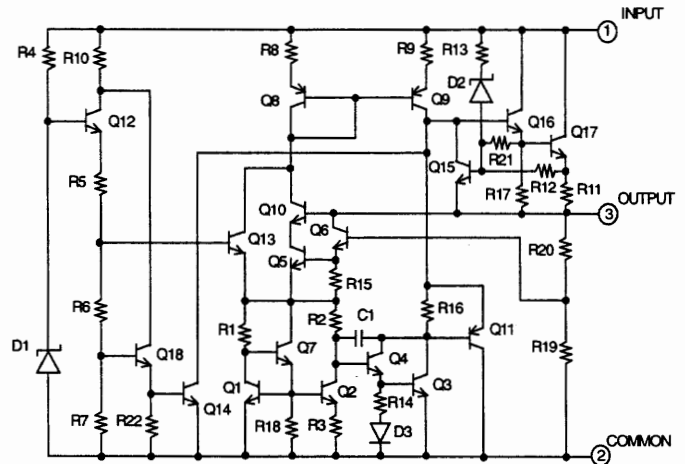 INPUT
R4
R10
R8
R9
R13
1
D2
Q8
Q9
Q12
Q16
Q17
R21
Q15
R5
R12
R17
R11
OUTPUT
Q10
3
Q6
Q13
R20
Q5
R15
R6
R16
C1
R1
R2
Q11
D1
Q7
R19
Q18
Q4
Q1
Q2
Q3
Q14
R14
R7
R22
R18
R3
D3
COMMON
2